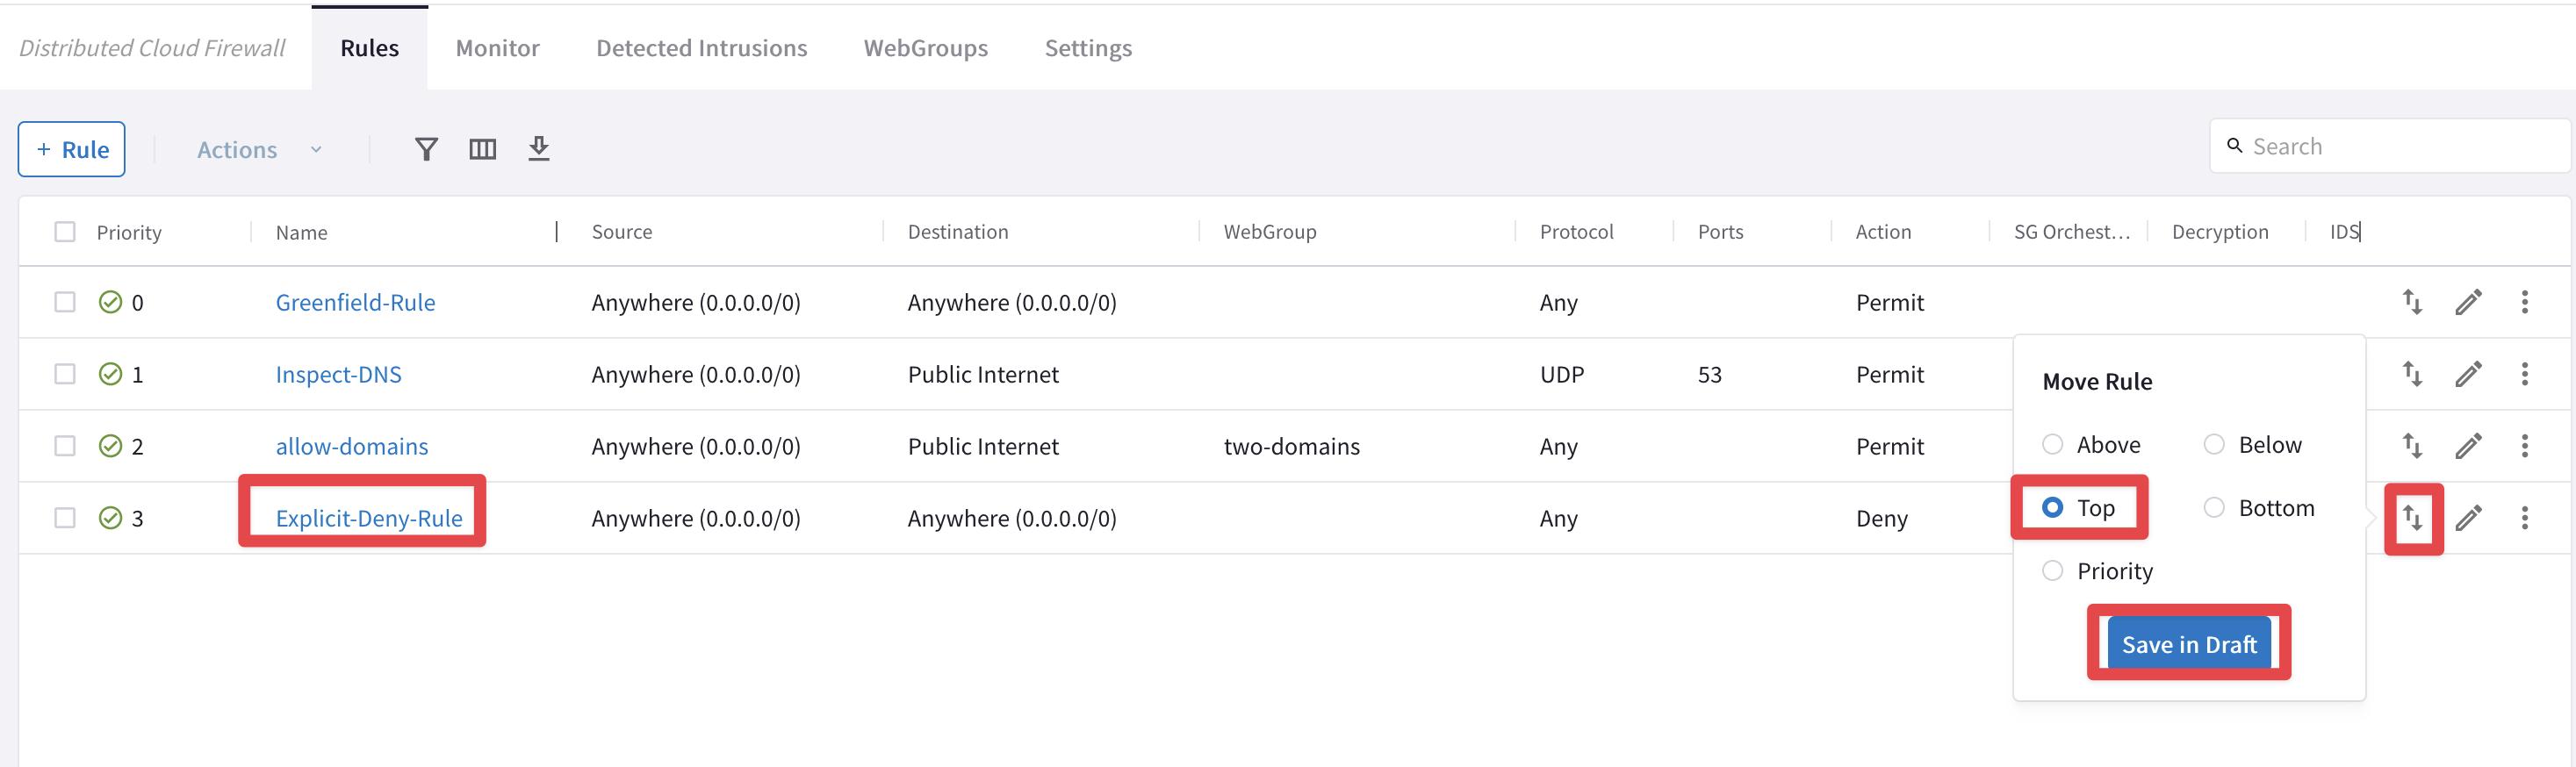 Distributed Cloud Firewall Rules Monitor Detected Intrusions WebGroups Settings
+ Rule Actions Search
Priority Name Source Destination WebGroup Protocol Ports Action SG Orchest... Decryption IDS
0 Greenfield-Rule Anywhere (0.0.0.0/0) Anywhere (0.0.0.0/0) Any Permit
1 Inspect-DNS Anywhere (0.0.0.0/0) Public Internet UDP 53 Permit
2 allow-domains Anywhere (0.0.0.0/0) Public Internet two-domains Any Permit
3 Explicit-Deny-Rule Anywhere (0.0.0.0/0) Anywhere (0.0.0.0/0) Any Deny
Move Rule
Above Below
Top Bottom
Priority
Save in Draft